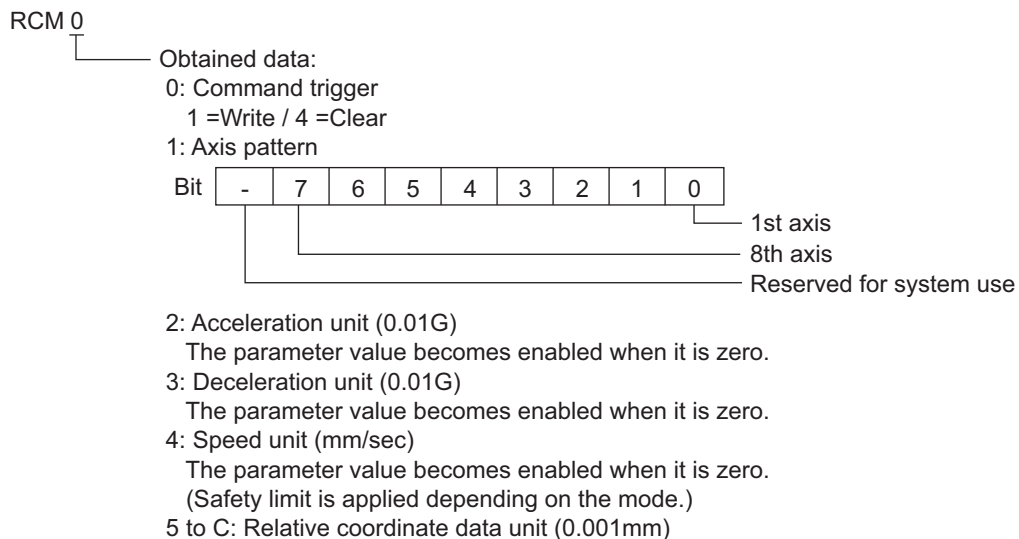 RCM 0
Obtained data:
0: Command trigger
1 =Write / 4 =Clear
1: Axis pattern
Bit - 7 6 5 4 3 2 1 0
1st axis
8th axis
Reserved for system use
2: Acceleration unit (0.01G)
The parameter value becomes enabled when it is zero.
3: Deceleration unit (0.01G)
The parameter value becomes enabled when it is zero.
4: Speed unit (mm/sec)
The parameter value becomes enabled when it is zero.
(Safety limit is applied depending on the mode.)
5 to C: Relative coordinate data unit (0.001mm)